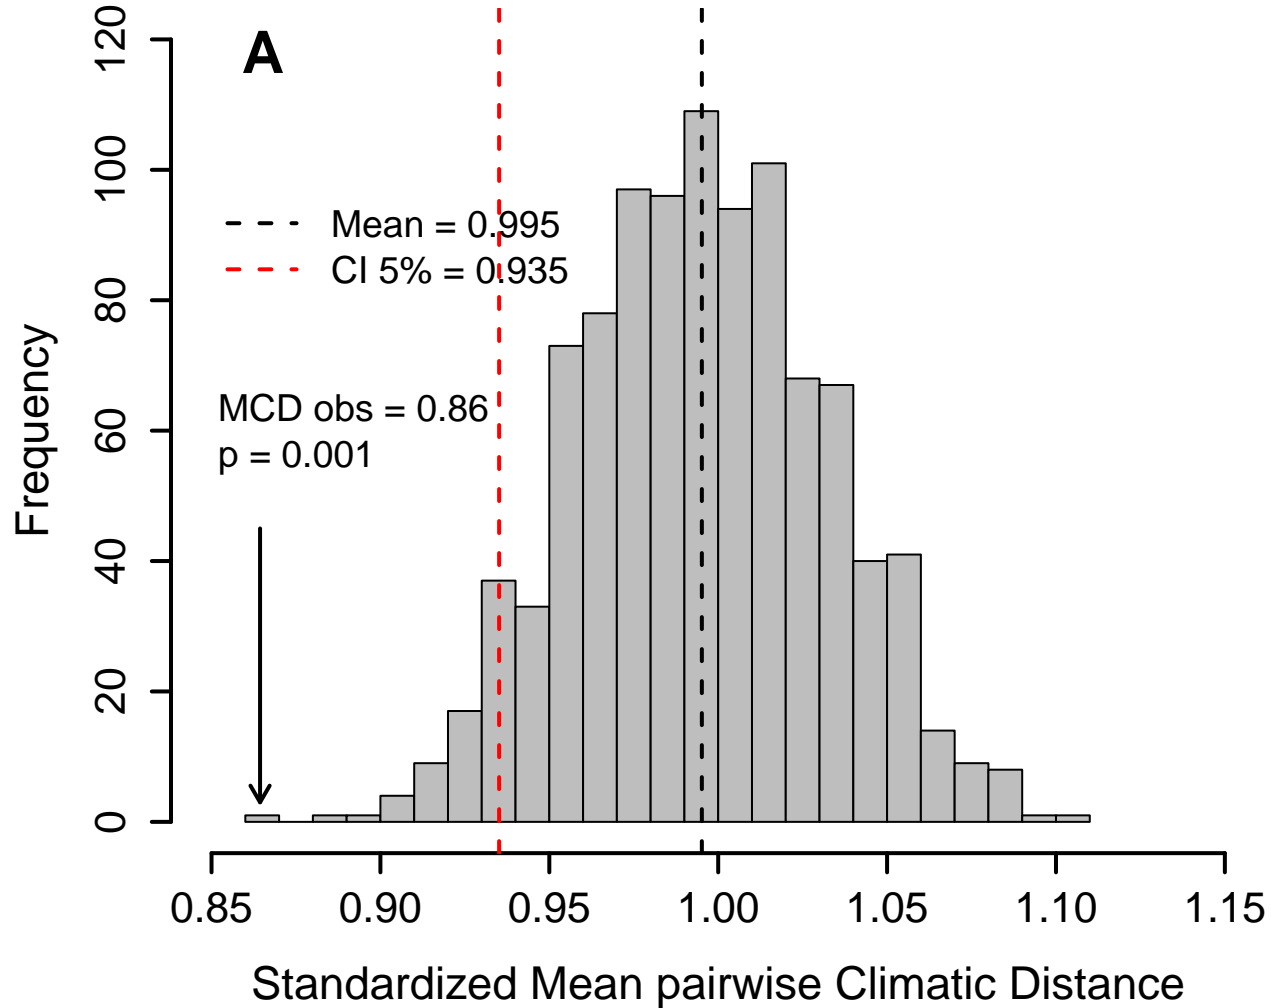 A
120
100
80
60
40
20
0
Frequency
Mean = 0.995
CI 5% = 0.935
MCD obs = 0.86
p = 0.001
0.85 0.90 0.95 1.00 1.05 1.10 1.15
Standardized Mean pairwise Climatic Distance